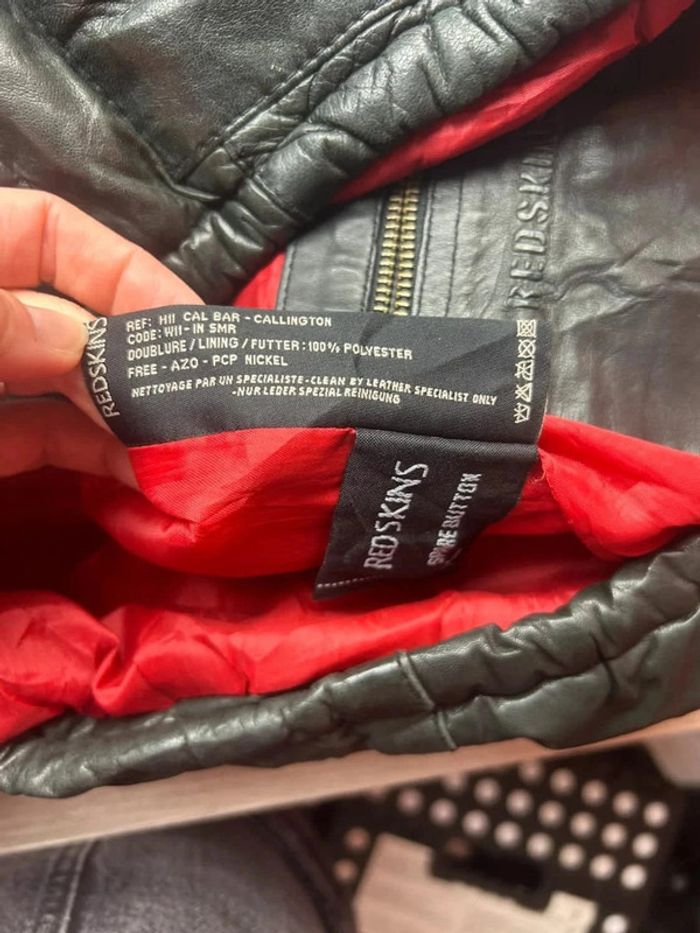 REDSKINS
REF: H11 CAL BAR - CALLINGTON
CODE: W11-IN SMR
DOUBLURE / LINING / FUTTER : 100% POLYESTER
FREE - AZO - PCP NICKEL
NETTOYAGE PAR UN SPECIALISTE-CLEAN BY LEATHER SPECIALIST ONLY
-NUR LEDER SPEZIAL REINIGUNG
REDSKINS
SPARE BUTTON
REDSKIN